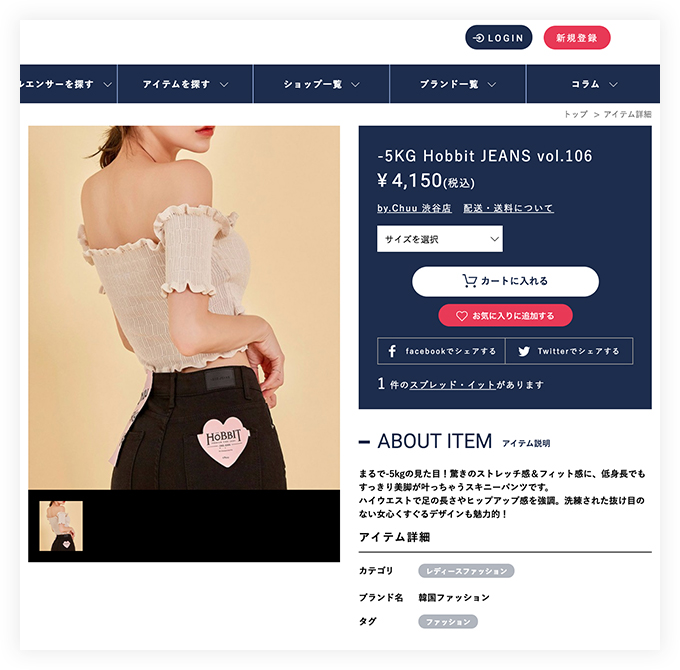 LOGIN
新規登録
ルエンサーを探す
アイテムを探す
ショップ一覧
ブランド一覧
コラム
トップ > アイテム詳細
-5KG Hobbit JEANS vol.106
¥ 4,150(税込)
by.Chuu 渋谷店 配送・送料について
サイズを選択
カートに入れる
お気に入りに追加する
facebookでシェアする
Twitterでシェアする
1 件のスプレッド・イットがあります
HOBBIT
ABOUT ITEM アイテム説明
まるで-5kgの見た目！驚きのストレッチ感＆フィット感に、低身長でも
すっきり美脚が叶っちゃうスキニーパンツです。
ハイウエストで足の長さやヒップアップ感を強調。洗練された抜け目の
ない女心くすぐるデザインも魅力的！
アイテム詳細
カテゴリ レディースファッション
ブランド名 韓国ファッション
タグ ファッション